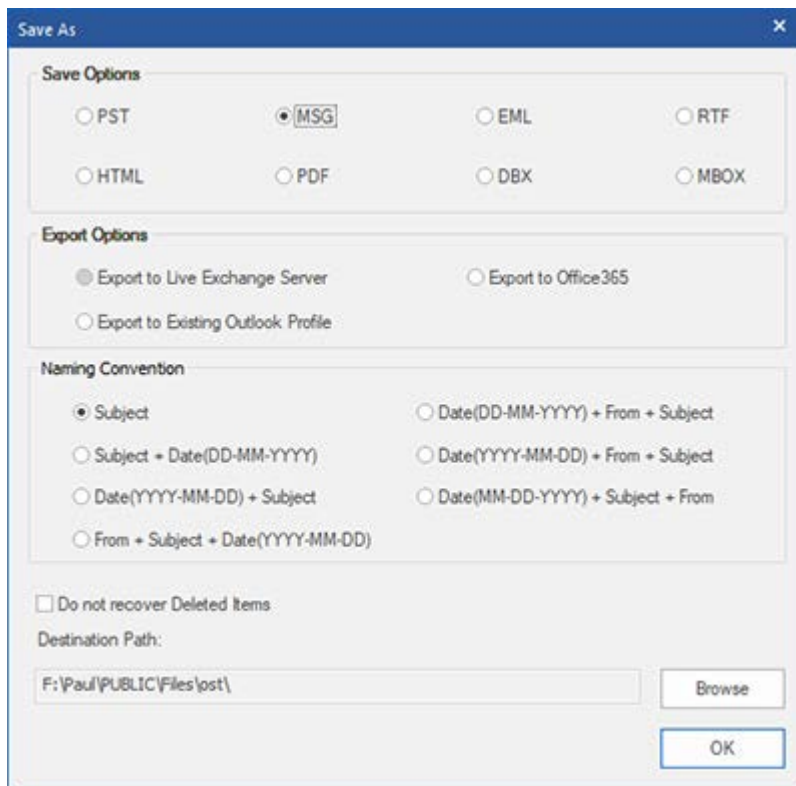 Save As
Save Options
PST MSG EML RTF
HTML PDF DBX MBOX
Export Options
Export to Live Exchange Server Export to Office365
Export to Existing Outlook Profile
Naming Convention
Subject Date(DD-MM-YYYY) + From + Subject
Subject + Date(DD-MM-YYYY) Date(YYYY-MM-DD) + From + Subject
Date(YYYY-MM-DD) + Subject Date(MM-DD-YYYY) + Subject + From
From + Subject + Date(YYYY-MM-DD)
Do not recover Deleted Items
Destination Path:
F:\Paul\PUBLIC\Files\ost\ Browse
OK